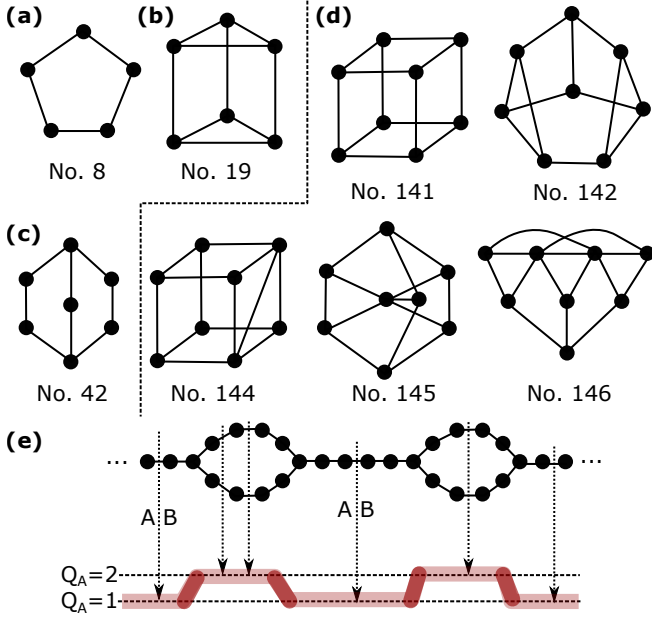 (a) (b) (d)
No. 8 No. 19 No. 141 No. 142
(c)
No. 42 No. 144 No. 145 No. 146
(e)
... ...
A B A B
Q_A=2
Q_A=1